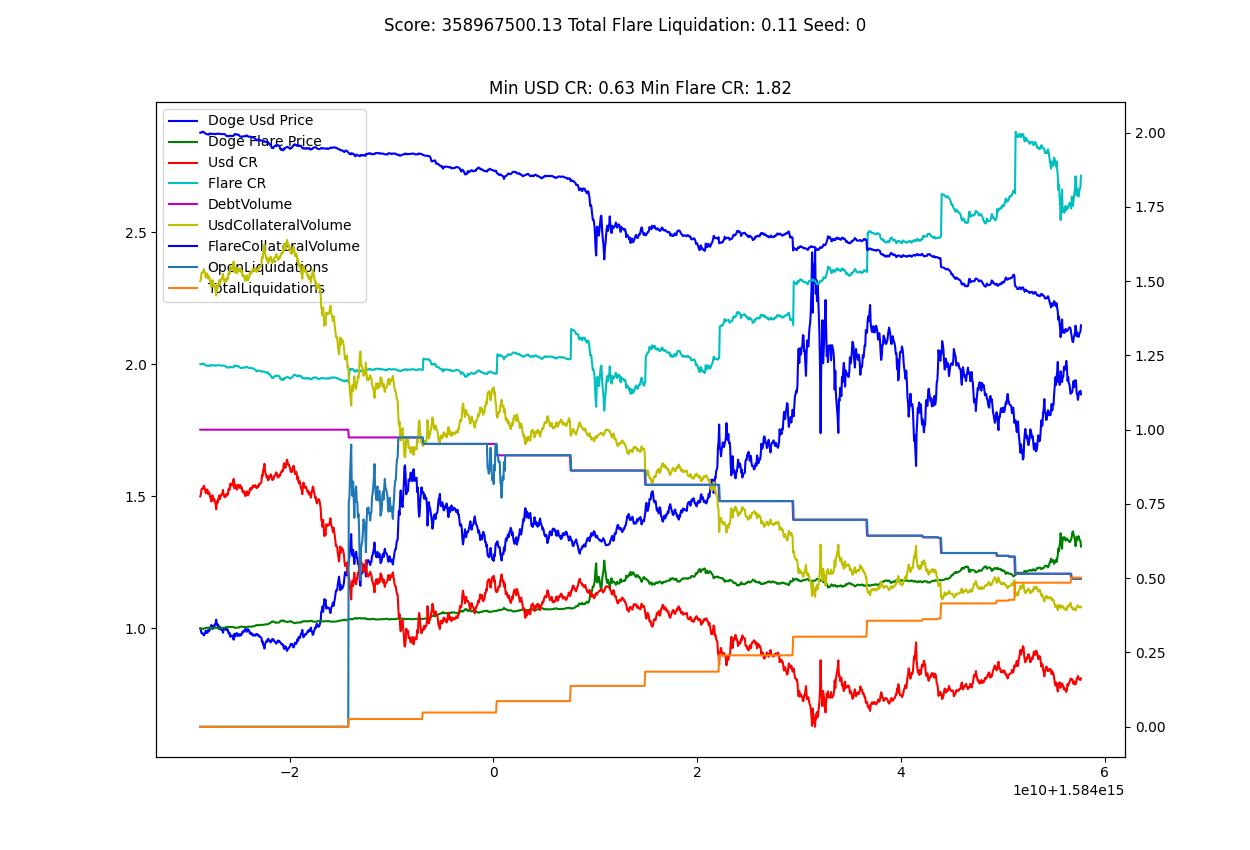 Score: 358967500.13 Total Flare Liquidation: 0.11 Seed: 0
Min USD CR: 0.63 Min Flare CR: 1.82
Doge Usd Price
Doge Flare Price
Usd CR
Flare CR
DebtVolume
UsdCollateralVolume
FlareCollateralVolume
OpenLiquidations
TotalLiquidations
2.5
2.0
1.5
1.0
2.00
1.75
1.50
1.25
1.00
0.75
0.50
0.25
0.00
−2
0
2
4
6
1e10+1.584e15